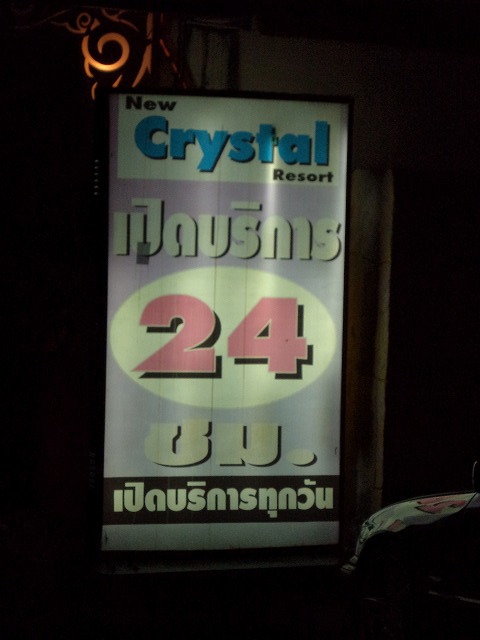 New
Crystal
Resort
เปิดบริการ
24
ชม.
เปิดบริการทุกวัน